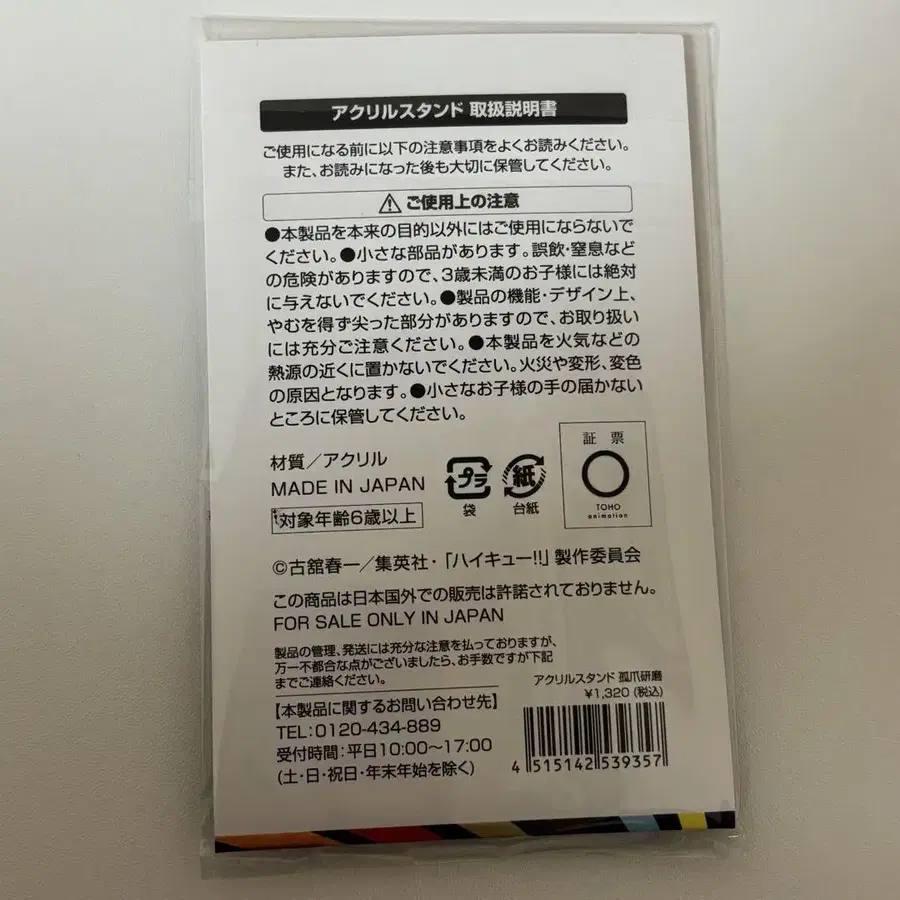 アクリルスタンド 取扱説明書
ご使用になる前に以下の注意事項をよくお読みください。
また、お読みになった後も大切に保管してください。
ご使用上の注意
●本製品を本来の目的以外にはご使用にならないで
ください。●小さな部品があります。誤飲・窒息など
の危険がありますので、3歳未満のお子様には絶対
に与えないでください。●製品の機能・デザイン上、
やむを得ず尖った部分がありますので、お取り扱い
には充分ご注意ください。●本製品を火気などの
熱源の近くに置かないでください。火災や変形、変色
の原因となります。●小さなお子様の手の届かない
ところに保管してください。
材質／アクリル
MADE IN JAPAN
対象年齢6歳以上
プラ
袋
紙
台紙
証 票
TOHO
animation
©古舘春一／集英社・「ハイキュー!!」製作委員会
この商品は日本国外での販売は許諾されておりません。
FOR SALE ONLY IN JAPAN
製品の管理、発送には充分な注意を払っておりますが、
万一不都合な点がございましたら、お手数ですが下記
までご連絡ください。
【本製品に関するお問い合わせ先】
TEL:0120-434-889
受付時間:平日10:00～17:00
(土・日・祝日・年末年始を除く)
アクリルスタンド 孤爪研磨
¥1,320 (税込)
4 515142 539357